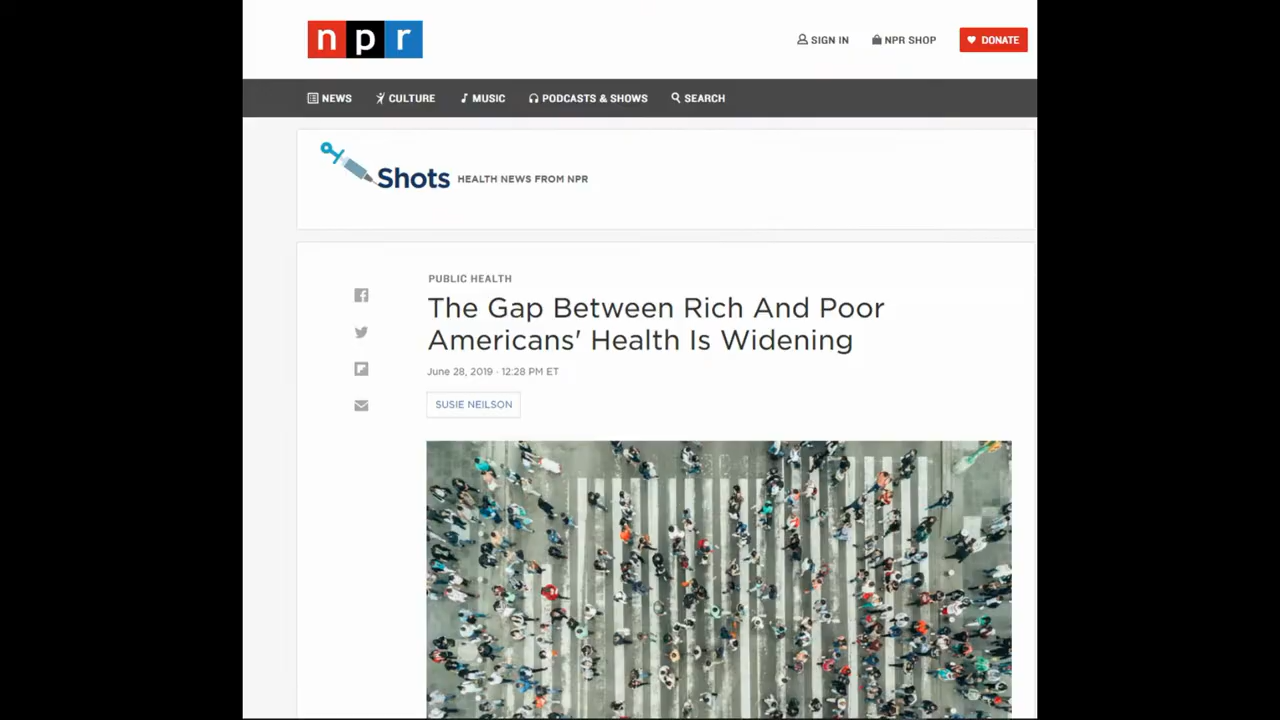 npr
SIGN IN NPR SHOP DONATE
NEWS CULTURE MUSIC PODCASTS & SHOWS SEARCH
Shots HEALTH NEWS FROM NPR
PUBLIC HEALTH
The Gap Between Rich And Poor
Americans' Health Is Widening
June 28, 2019 · 12:28 PM ET
SUSIE NEILSON